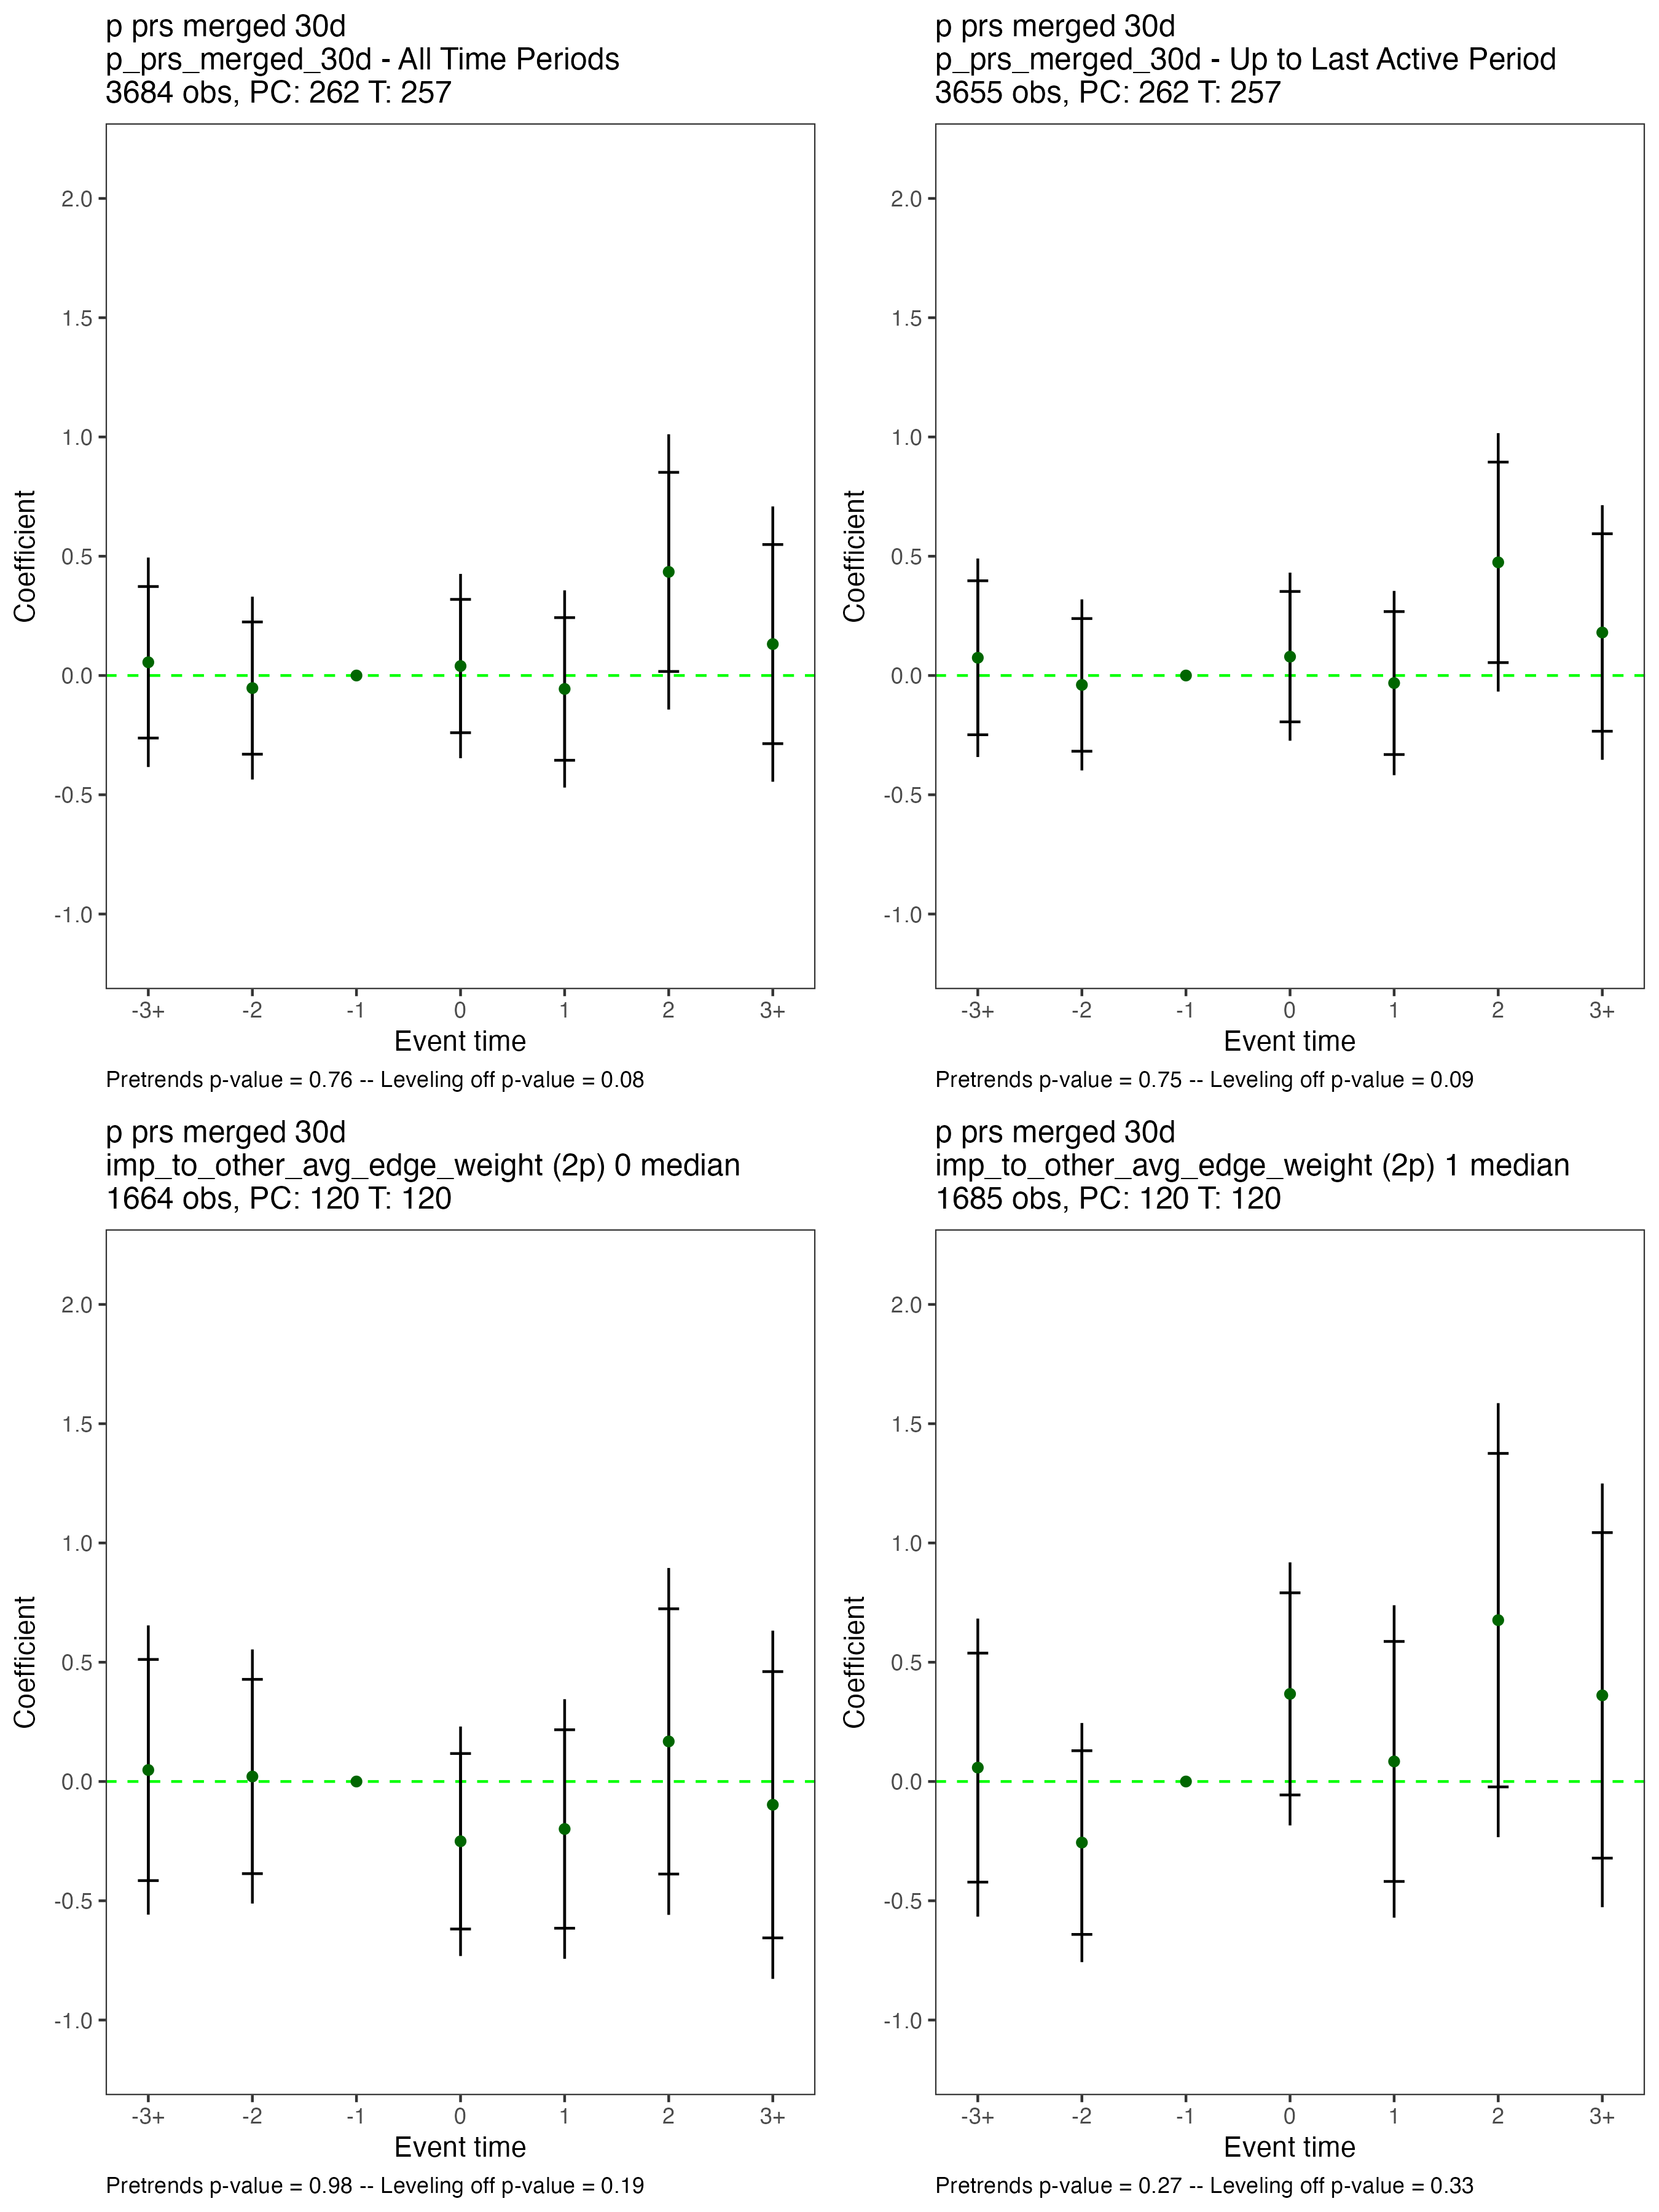 p prs merged 30d
p_prs_merged_30d - All Time Periods
3684 obs, PC: 262 T: 257
2.0
1.5
1.0
0.5
0.0
-0.5
-1.0
Coefficient
-3+ -2 -1 0 1 2 3+
Event time
Pretrends p-value = 0.76 -- Leveling off p-value = 0.08
p prs merged 30d
p_prs_merged_30d - Up to Last Active Period
3655 obs, PC: 262 T: 257
2.0
1.5
1.0
0.5
0.0
-0.5
-1.0
Coefficient
-3+ -2 -1 0 1 2 3+
Event time
Pretrends p-value = 0.75 -- Leveling off p-value = 0.09
p prs merged 30d
imp_to_other_avg_edge_weight (2p) 0 median
1664 obs, PC: 120 T: 120
2.0
1.5
1.0
0.5
0.0
-0.5
-1.0
Coefficient
-3+ -2 -1 0 1 2 3+
Event time
Pretrends p-value = 0.98 -- Leveling off p-value = 0.19
p prs merged 30d
imp_to_other_avg_edge_weight (2p) 1 median
1685 obs, PC: 120 T: 120
2.0
1.5
1.0
0.5
0.0
-0.5
-1.0
Coefficient
-3+ -2 -1 0 1 2 3+
Event time
Pretrends p-value = 0.27 -- Leveling off p-value = 0.33